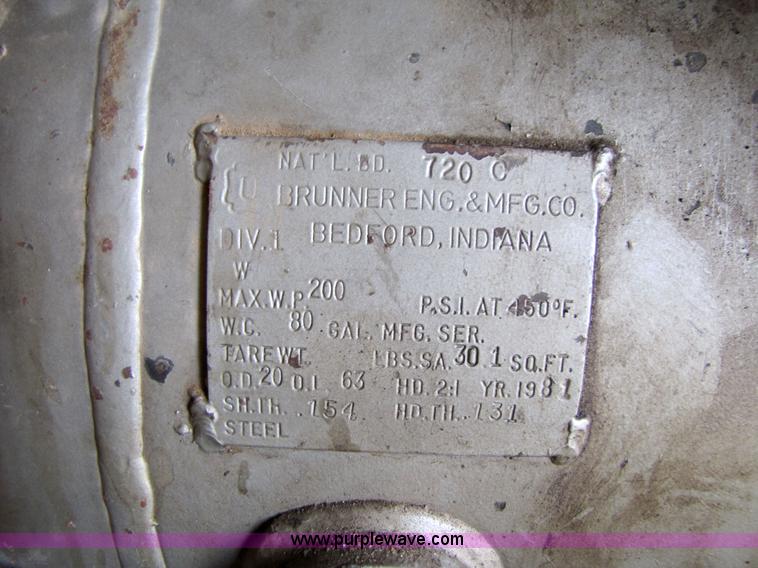 NAT'L. BD. 720 C
U BRUNNER ENG. & MFG. CO.
DIV. 1 BEDFORD, INDIANA
W
MAX. W.P. 200 P.S.I. AT 450°F.
W.C. 80 GAL. MFG. SER.
TARE WT. LBS. S.A. 30.1 SQ. FT.
O.D. 20 O.L. 63 HD. 2:1 YR. 1981
SH. TH. .154 HD. TH. .131
STEEL
www.purplewave.com